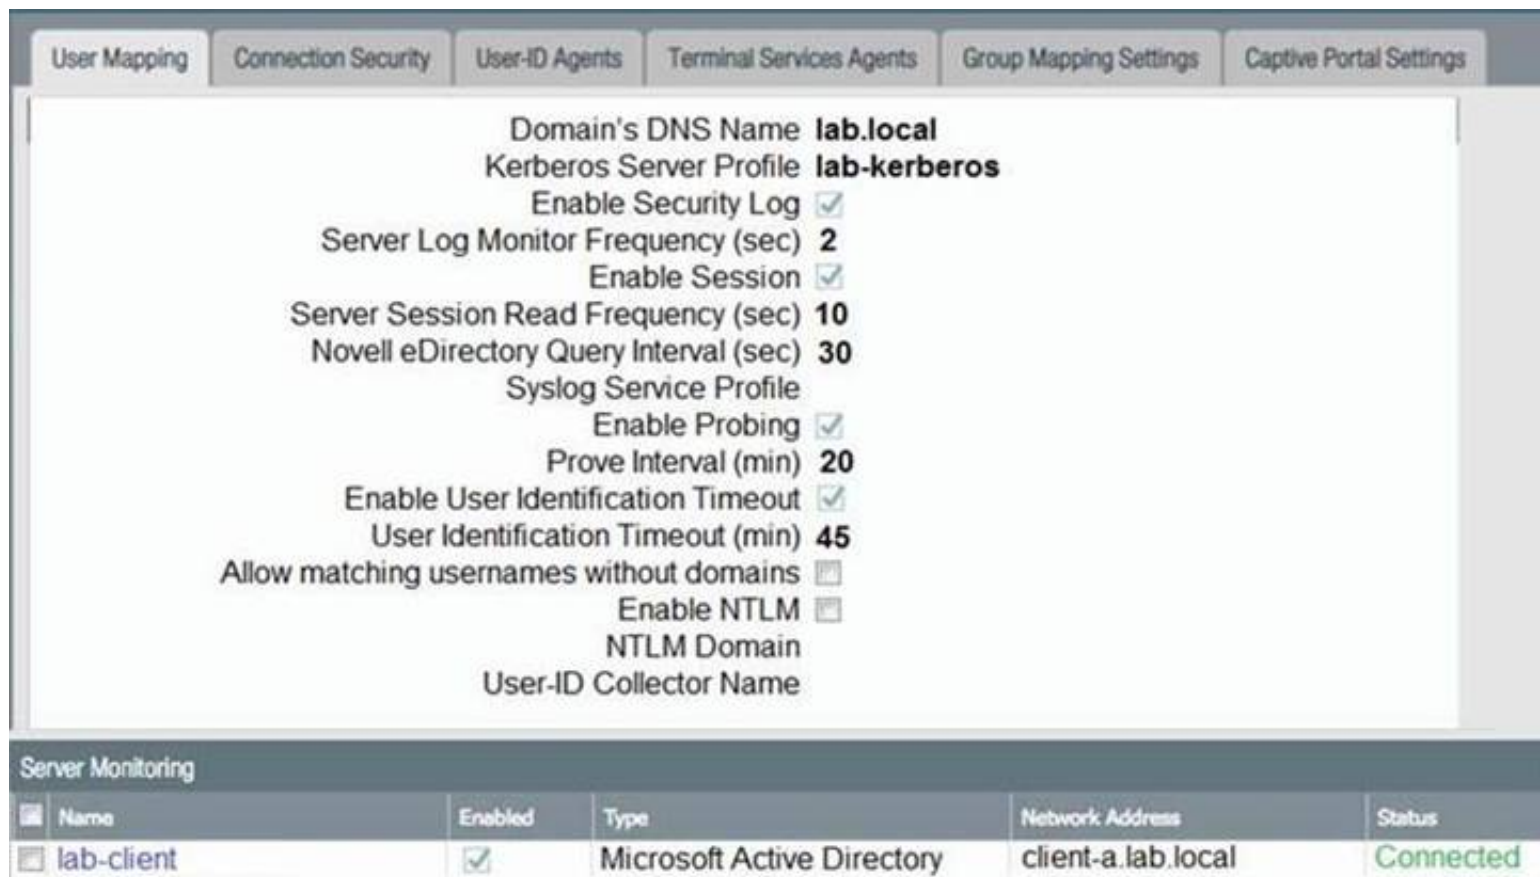 User Mapping Connection Security User-ID Agents Terminal Services Agents Group Mapping Settings Captive Portal Settings
Domain's DNS Name lab.local
Kerberos Server Profile lab-kerberos
Enable Security Log
Server Log Monitor Frequency (sec) 2
Enable Session
Server Session Read Frequency (sec) 10
Novell eDirectory Query Interval (sec) 30
Syslog Service Profile
Enable Probing
Prove Interval (min) 20
Enable User Identification Timeout
User Identification Timeout (min) 45
Allow matching usernames without domains
Enable NTLM
NTLM Domain
User-ID Collector Name
Server Monitoring
Name Enabled Type Network Address Status
lab-client Microsoft Active Directory client-a.lab.local Connected